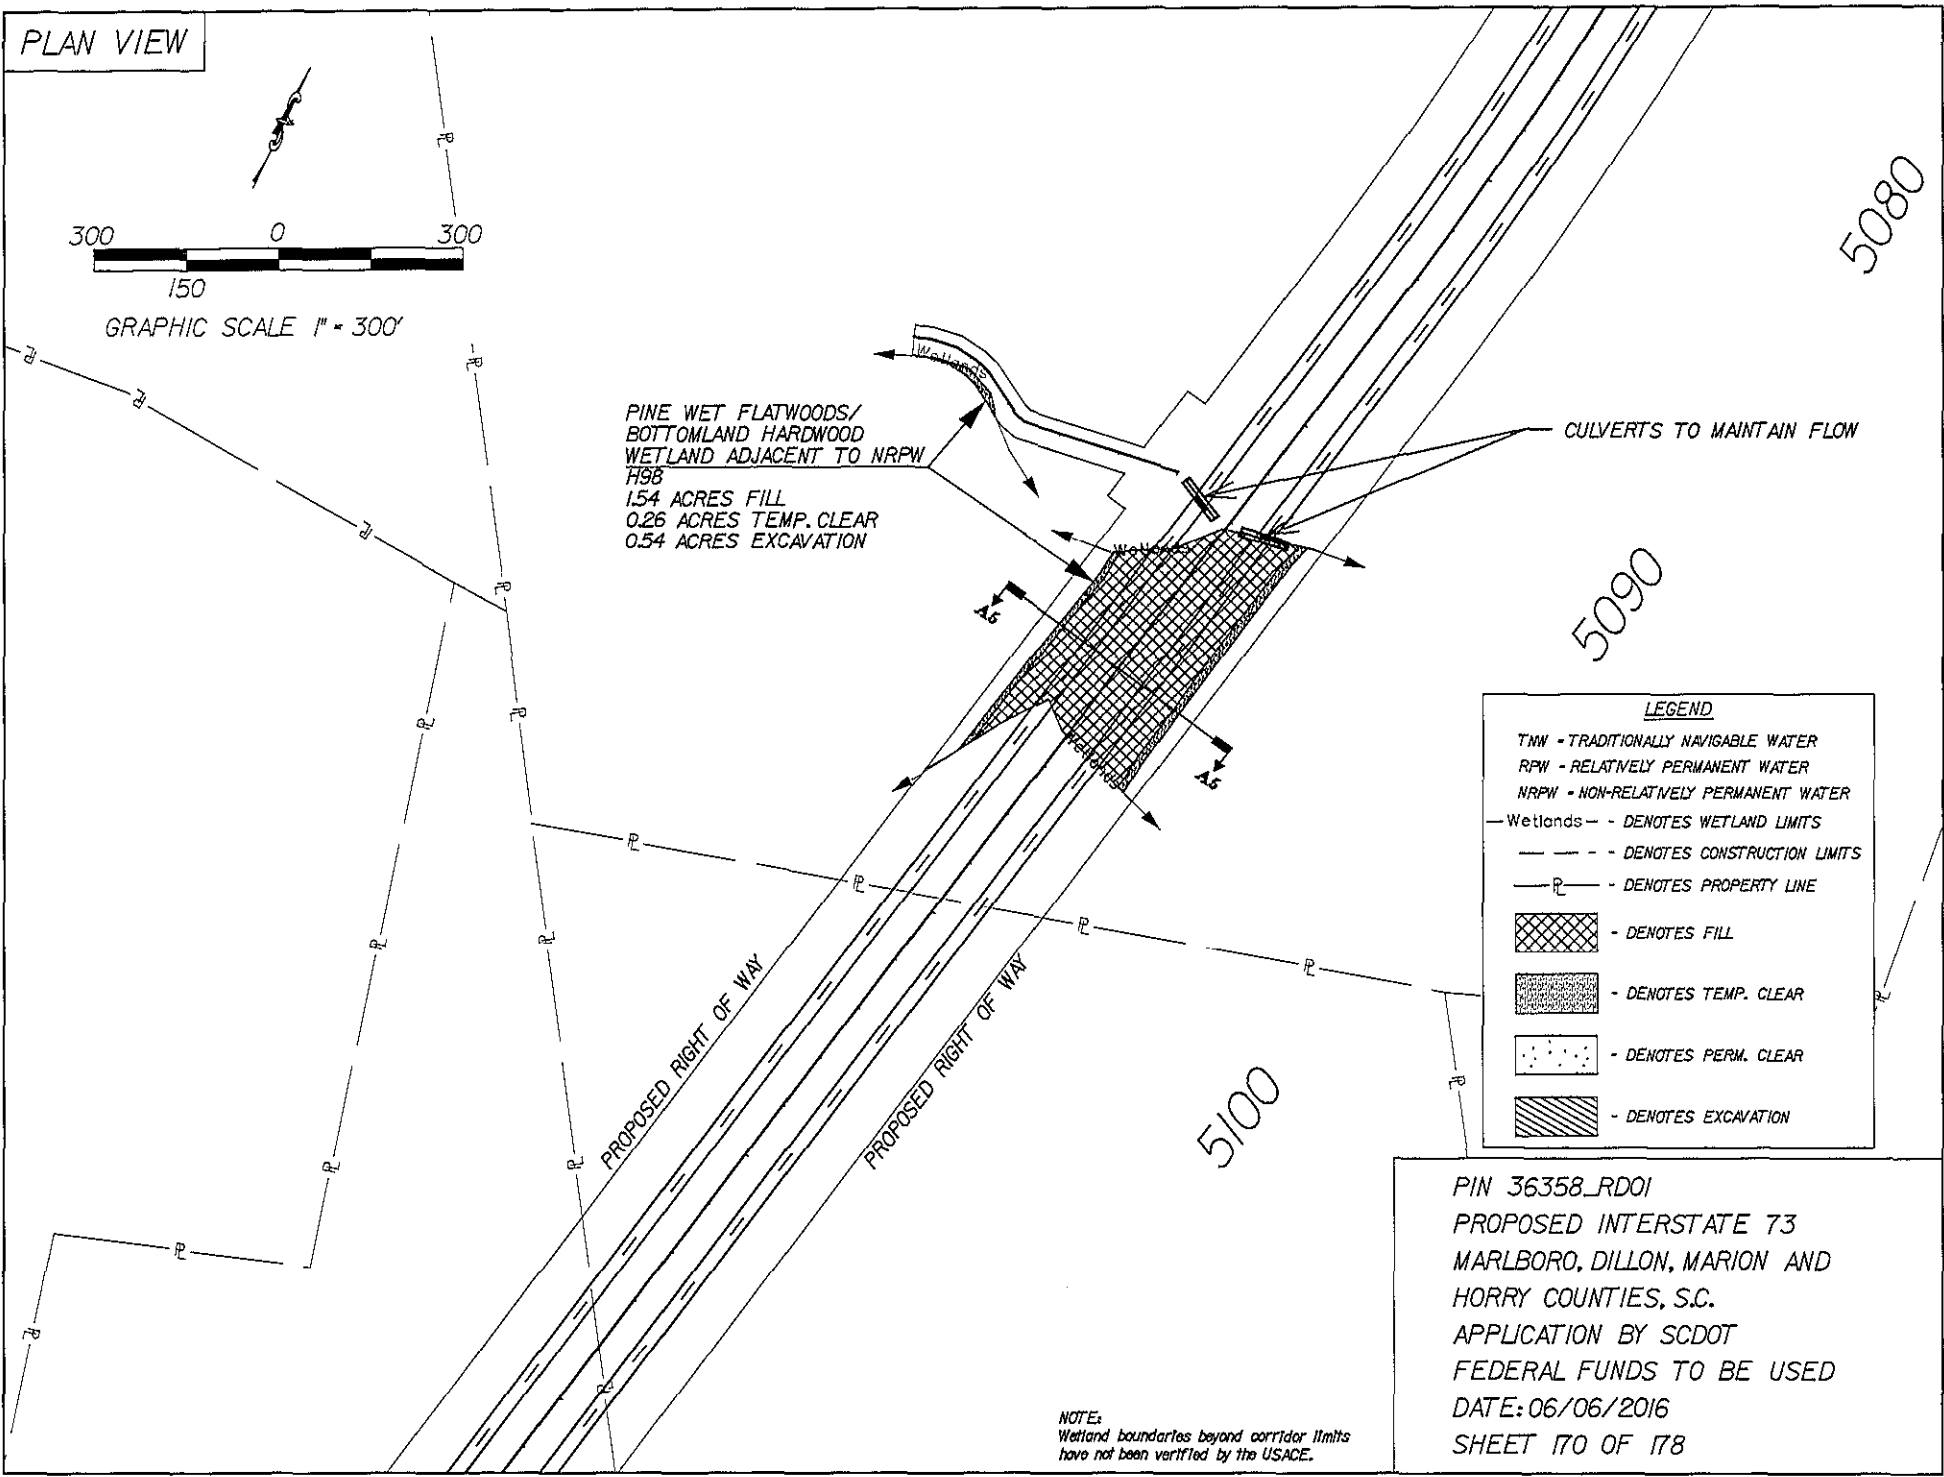 PLAN VIEW
300 0 300
150
GRAPHIC SCALE 1" = 300'
Wetlands
PINE WET FLATWOODS/
BOTTOMLAND HARDWOOD
WETLAND ADJACENT TO NRPW
H98
1.54 ACRES FILL
0.26 ACRES TEMP. CLEAR
0.54 ACRES EXCAVATION
CULVERTS TO MAINTAIN FLOW
Wetlands
A5
A5
Wetlands
5080
5090
5100
PROPOSED RIGHT OF WAY
PROPOSED RIGHT OF WAY
LEGEND
TNW - TRADITIONALLY NAVIGABLE WATER
RPW - RELATIVELY PERMANENT WATER
NRPW - NON-RELATIVELY PERMANENT WATER
Wetlands - DENOTES WETLAND LIMITS
- DENOTES CONSTRUCTION LIMITS
PL - DENOTES PROPERTY LINE
- DENOTES FILL
- DENOTES TEMP. CLEAR
- DENOTES PERM. CLEAR
- DENOTES EXCAVATION
PIN 36358_RD01
PROPOSED INTERSTATE 73
MARLBORO, DILLON, MARION AND
HORRY COUNTIES, S.C.
APPLICATION BY SCDOT
FEDERAL FUNDS TO BE USED
DATE: 06/06/2016
SHEET 170 OF 178
NOTE:
Wetland boundaries beyond corridor limits
have not been verified by the USACE.